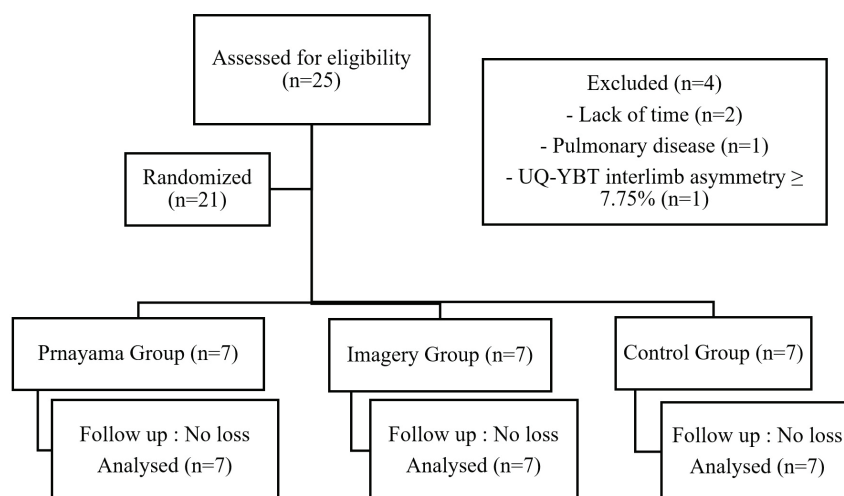 Assessed for eligibility
(n=25)
Excluded (n=4)
- Lack of time (n=2)
- Pulmonary disease (n=1)
- UQ-YBT interlimb asymmetry ≥
7.75% (n=1)
Randomized
(n=21)
Prnayama Group (n=7)
Imagery Group (n=7)
Control Group (n=7)
Follow up : No loss
Analysed (n=7)
Follow up : No loss
Analysed (n=7)
Follow up : No loss
Analysed (n=7)